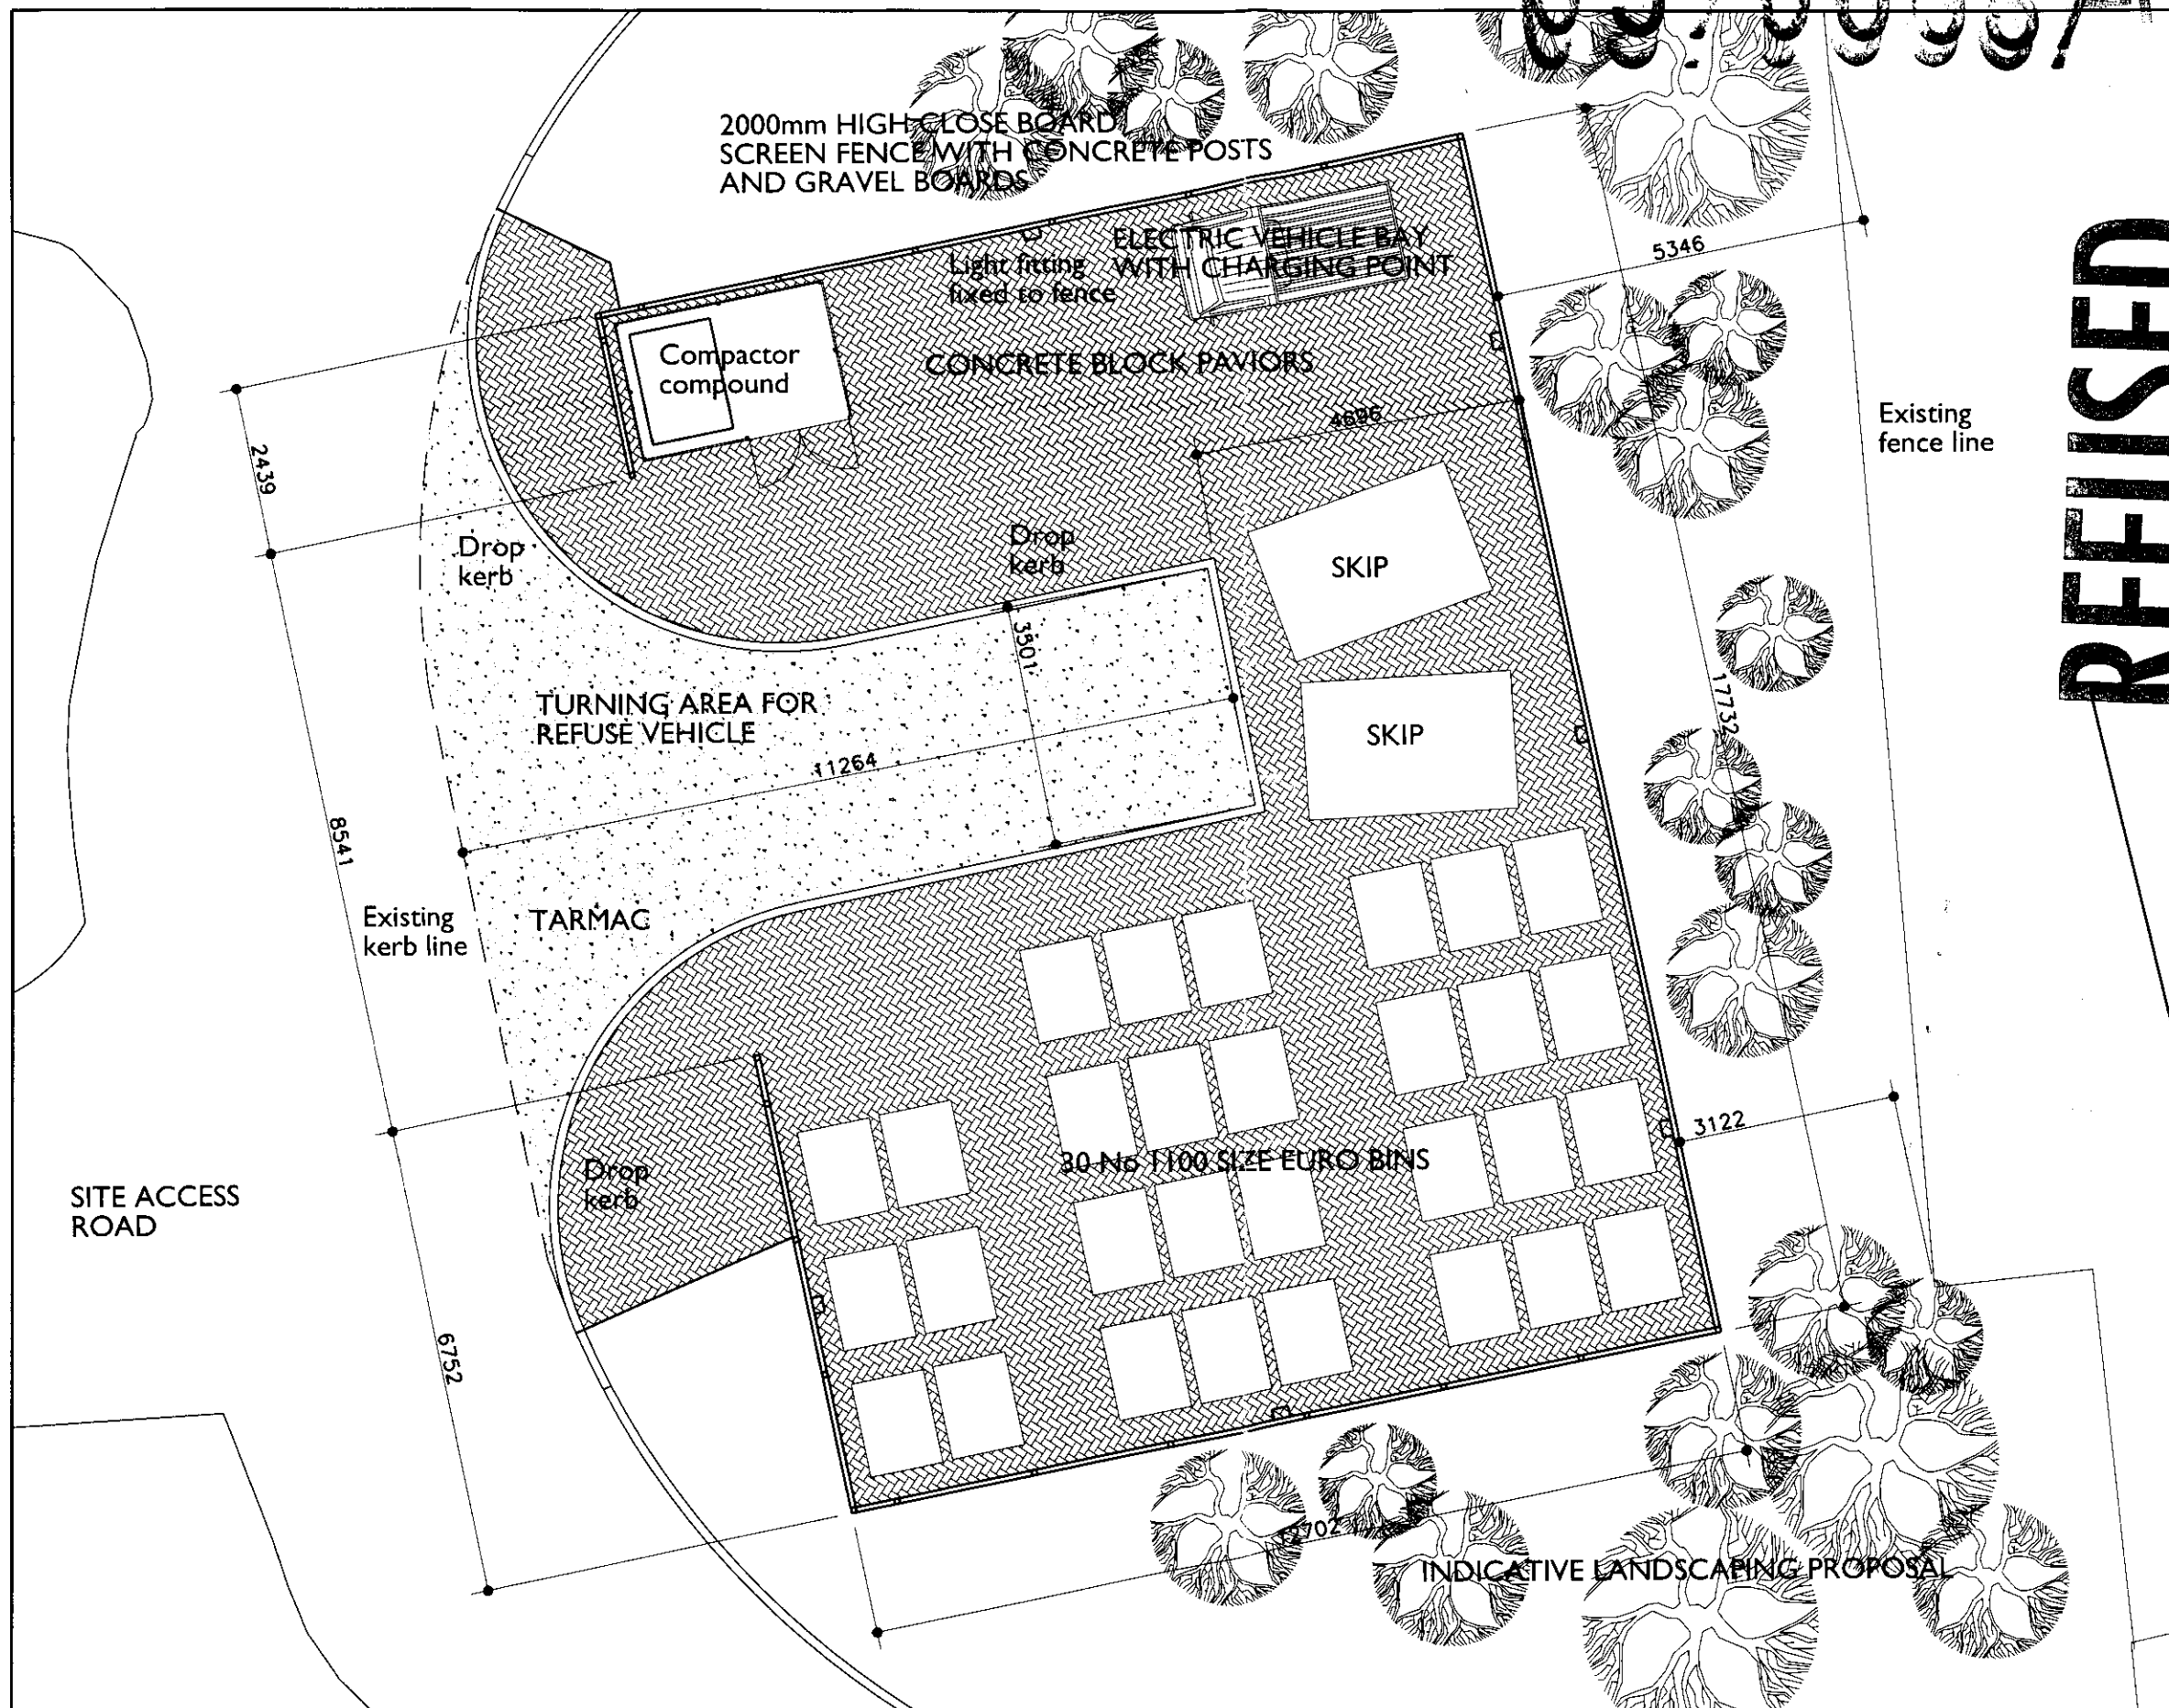 2000mm HIGH CLOSE BOARD
SCREEN FENCE WITH CONCRETE POSTS
AND GRAVEL BOARDS
ELECTRIC VEHICLE BAY
WITH CHARGING POINT
Light fitting
fixed to fence
5346
Compactor
compound
CONCRETE BLOCK PAVIORS
4696
Existing
fence line
REFUSED
2439
Drop
kerb
Drop
kerb
SKIP
3501
TURNING AREA FOR
REFUSE VEHICLE
11264
SKIP
17732
8541
Existing
kerb line
TARMAC
3122
30 No 1100 SIZE EURO BINS
Drop
kerb
SITE ACCESS
ROAD
6752
12702
INDICATIVE LANDSCAPING PROPOSAL